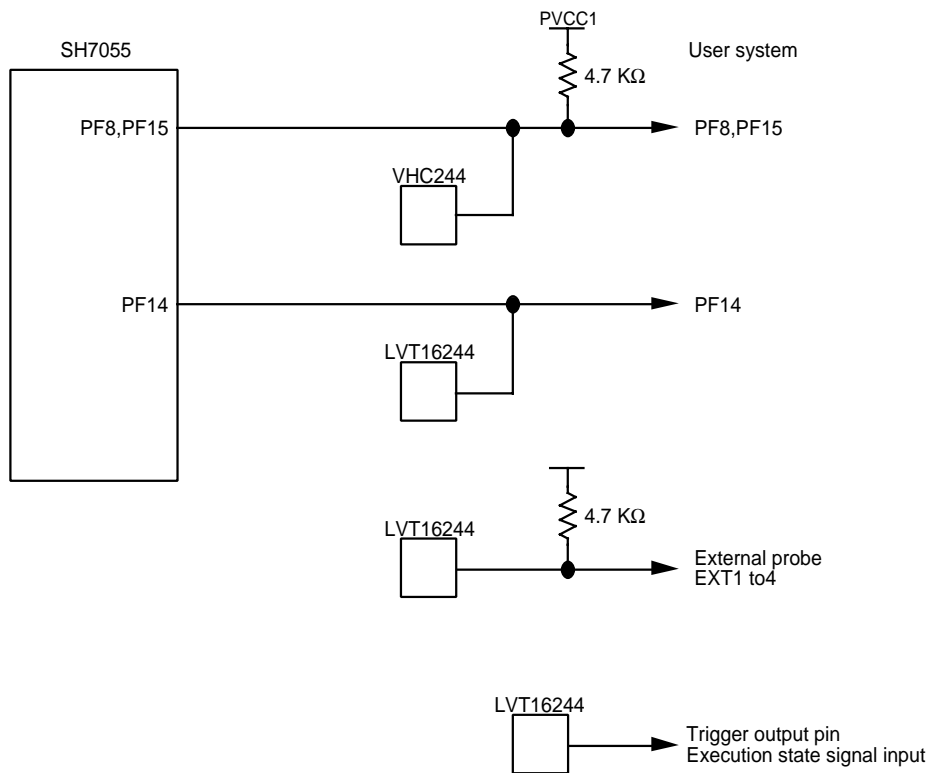 PVCC1
SH7055
User system
4.7 KΩ
PF8,PF15
PF8,PF15
VHC244
PF14
PF14
LVT16244
4.7 KΩ
LVT16244
External probe
EXT1 to4
LVT16244
Trigger output pin
Execution state signal input